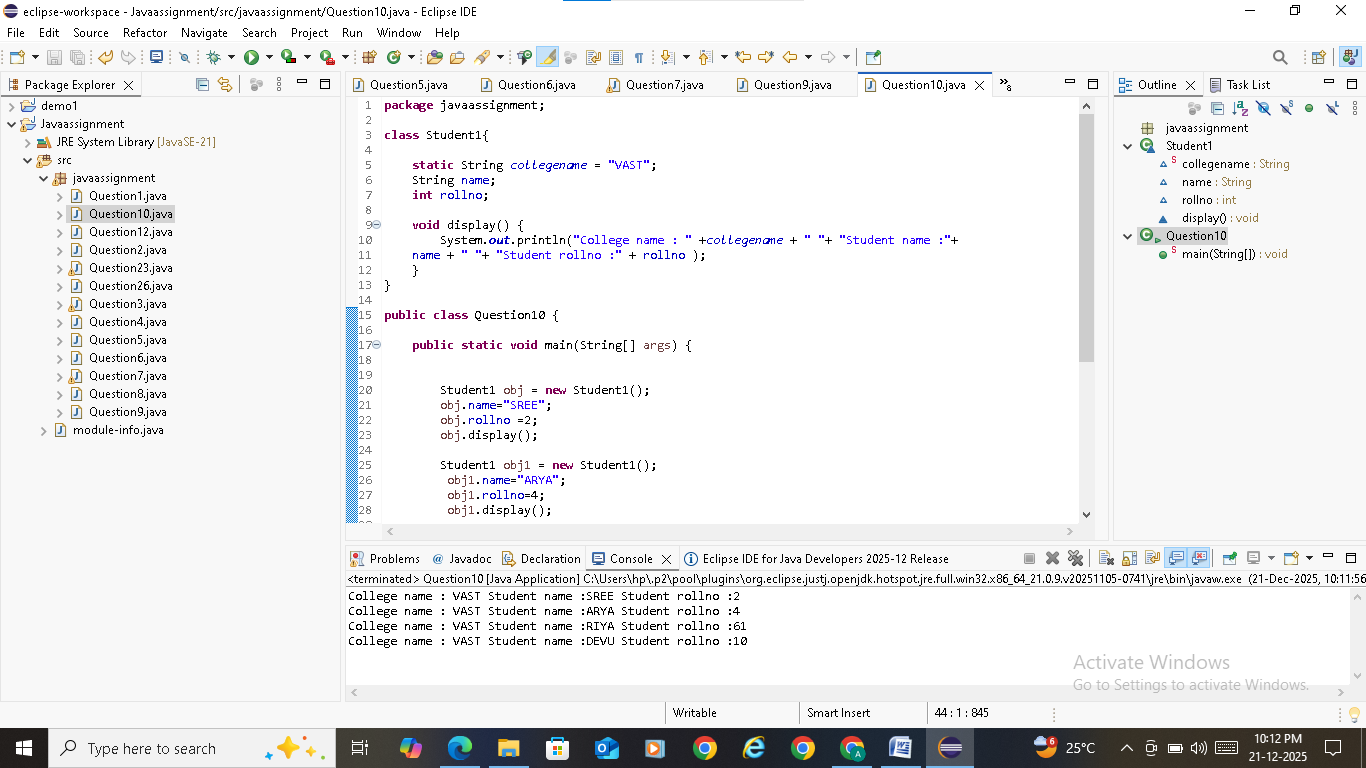 eclipse-workspace - Javaassignment/src/javaassignment/Question10.java - Eclipse IDE
File Edit Source Refactor Navigate Search Project Run Window Help
Package Explorer
demo1
Javaassignment
JRE System Library [JavaSE-21]
src
javaassignment
Question1.java
Question10.java
Question12.java
Question2.java
Question23.java
Question26.java
Question3.java
Question4.java
Question5.java
Question6.java
Question7.java
Question8.java
Question9.java
module-info.java
Question5.java Question6.java Question7.java Question9.java Question10.java »8
1 package javaassignment;
2
3 class Student1{
4
5 static String collegename = "VAST";
6 String name;
7 int rollno;
8
9 void display() {
10 System.out.println("College name : " +collegename + " "+ "Student name :"+
11 name + " "+ "Student rollno :" + rollno );
12 }
13 }
14
15 public class Question10 {
16
17 public static void main(String[] args) {
18
19
20 Student1 obj = new Student1();
21 obj.name="SREE";
22 obj.rollno =2;
23 obj.display();
24
25 Student1 obj1 = new Student1();
26 obj1.name="ARYA";
27 obj1.rollno=4;
28 obj1.display();
Outline Task List
javaassignment
Student1
S collegename : String
name : String
rollno : int
display() : void
Question10
S main(String[]) : void
Problems @ Javadoc Declaration Console Eclipse IDE for Java Developers 2025-12 Release
<terminated> Question10 [Java Application] C:\Users\hp\.p2\pool\plugins\org.eclipse.justj.openjdk.hotspot.jre.full.win32.x86_64_21.0.9.v20251105-0741\jre\bin\javaw.exe (21-Dec-2025, 10:11:56
College name : VAST Student name :SREE Student rollno :2
College name : VAST Student name :ARYA Student rollno :4
College name : VAST Student name :RIYA Student rollno :61
College name : VAST Student name :DEVU Student rollno :10
Activate Windows
Go to Settings to activate Windows.
Writable Smart Insert 44 : 1 : 845
Type here to search
6 25°C
10:12 PM
21-12-2025